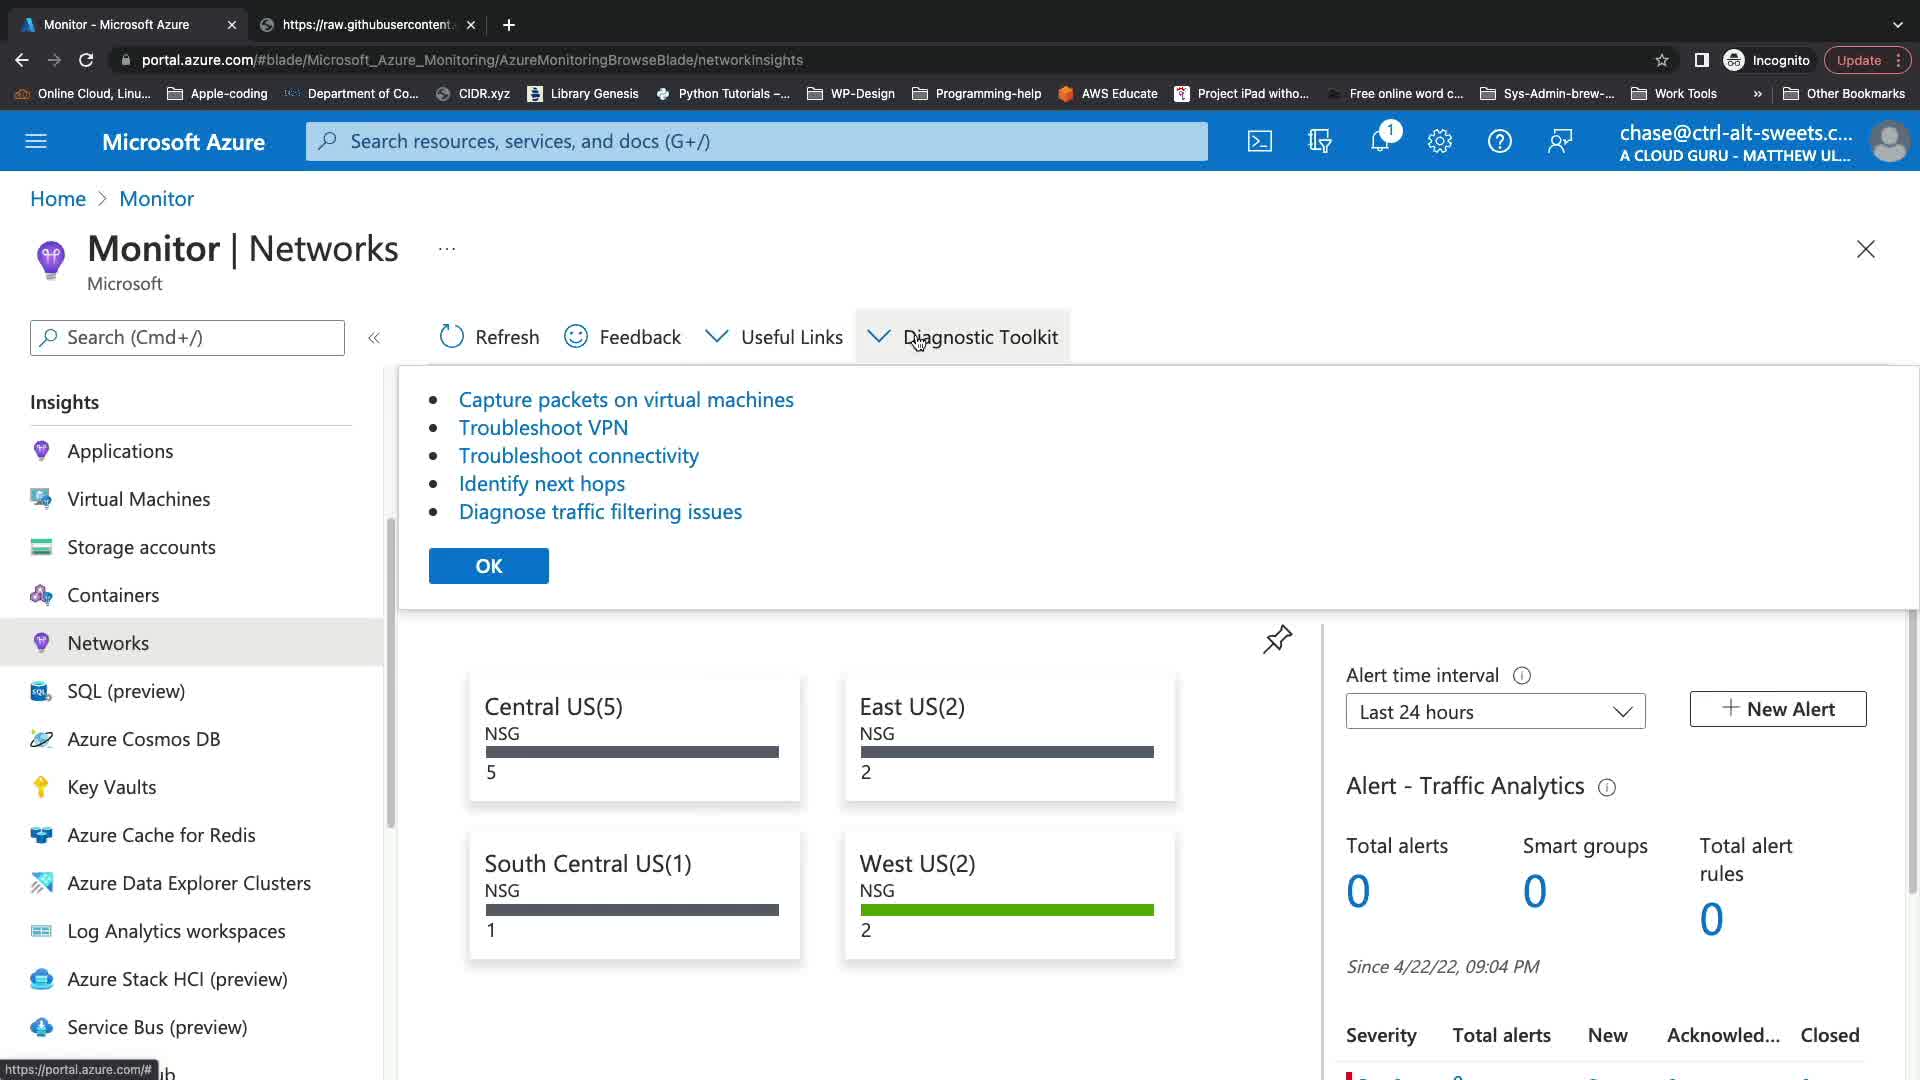 Monitor - Microsoft Azure
https://raw.githubusercontent.
portal.azure.com/#blade/Microsoft_Azure_Monitoring/AzureMonitoringBrowseBlade/networkInsights
Incognito
Update
Online Cloud, Linu...
Apple-coding
Department of Co...
CIDR.xyz
Library Genesis
Python Tutorials –...
WP-Design
Programming-help
AWS Educate
Project iPad witho...
Free online word c...
Sys-Admin-brew-...
Work Tools
»
Other Bookmarks
Microsoft Azure
Search resources, services, and docs (G+/)
1
chase@ctrl-alt-sweets.c...
A CLOUD GURU - MATTHEW UL...
Home > Monitor
Monitor | Networks ...
Microsoft
Search (Cmd+/)
«
Refresh
Feedback
Useful Links
Diagnostic Toolkit
Insights
Applications
Virtual Machines
Storage accounts
Containers
Networks
SQL (preview)
Azure Cosmos DB
Key Vaults
Azure Cache for Redis
Azure Data Explorer Clusters
Log Analytics workspaces
Azure Stack HCI (preview)
Service Bus (preview)
https://portal.azure.com/#
• Capture packets on virtual machines
• Troubleshoot VPN
• Troubleshoot connectivity
• Identify next hops
• Diagnose traffic filtering issues
OK
Central US(5)
NSG
5
East US(2)
NSG
2
South Central US(1)
NSG
1
West US(2)
NSG
2
Alert time interval
Last 24 hours
+ New Alert
Alert - Traffic Analytics
Total alerts
0
Smart groups
0
Total alert
rules
0
Since 4/22/22, 09:04 PM
Severity
Total alerts
New
Acknowled...
Closed